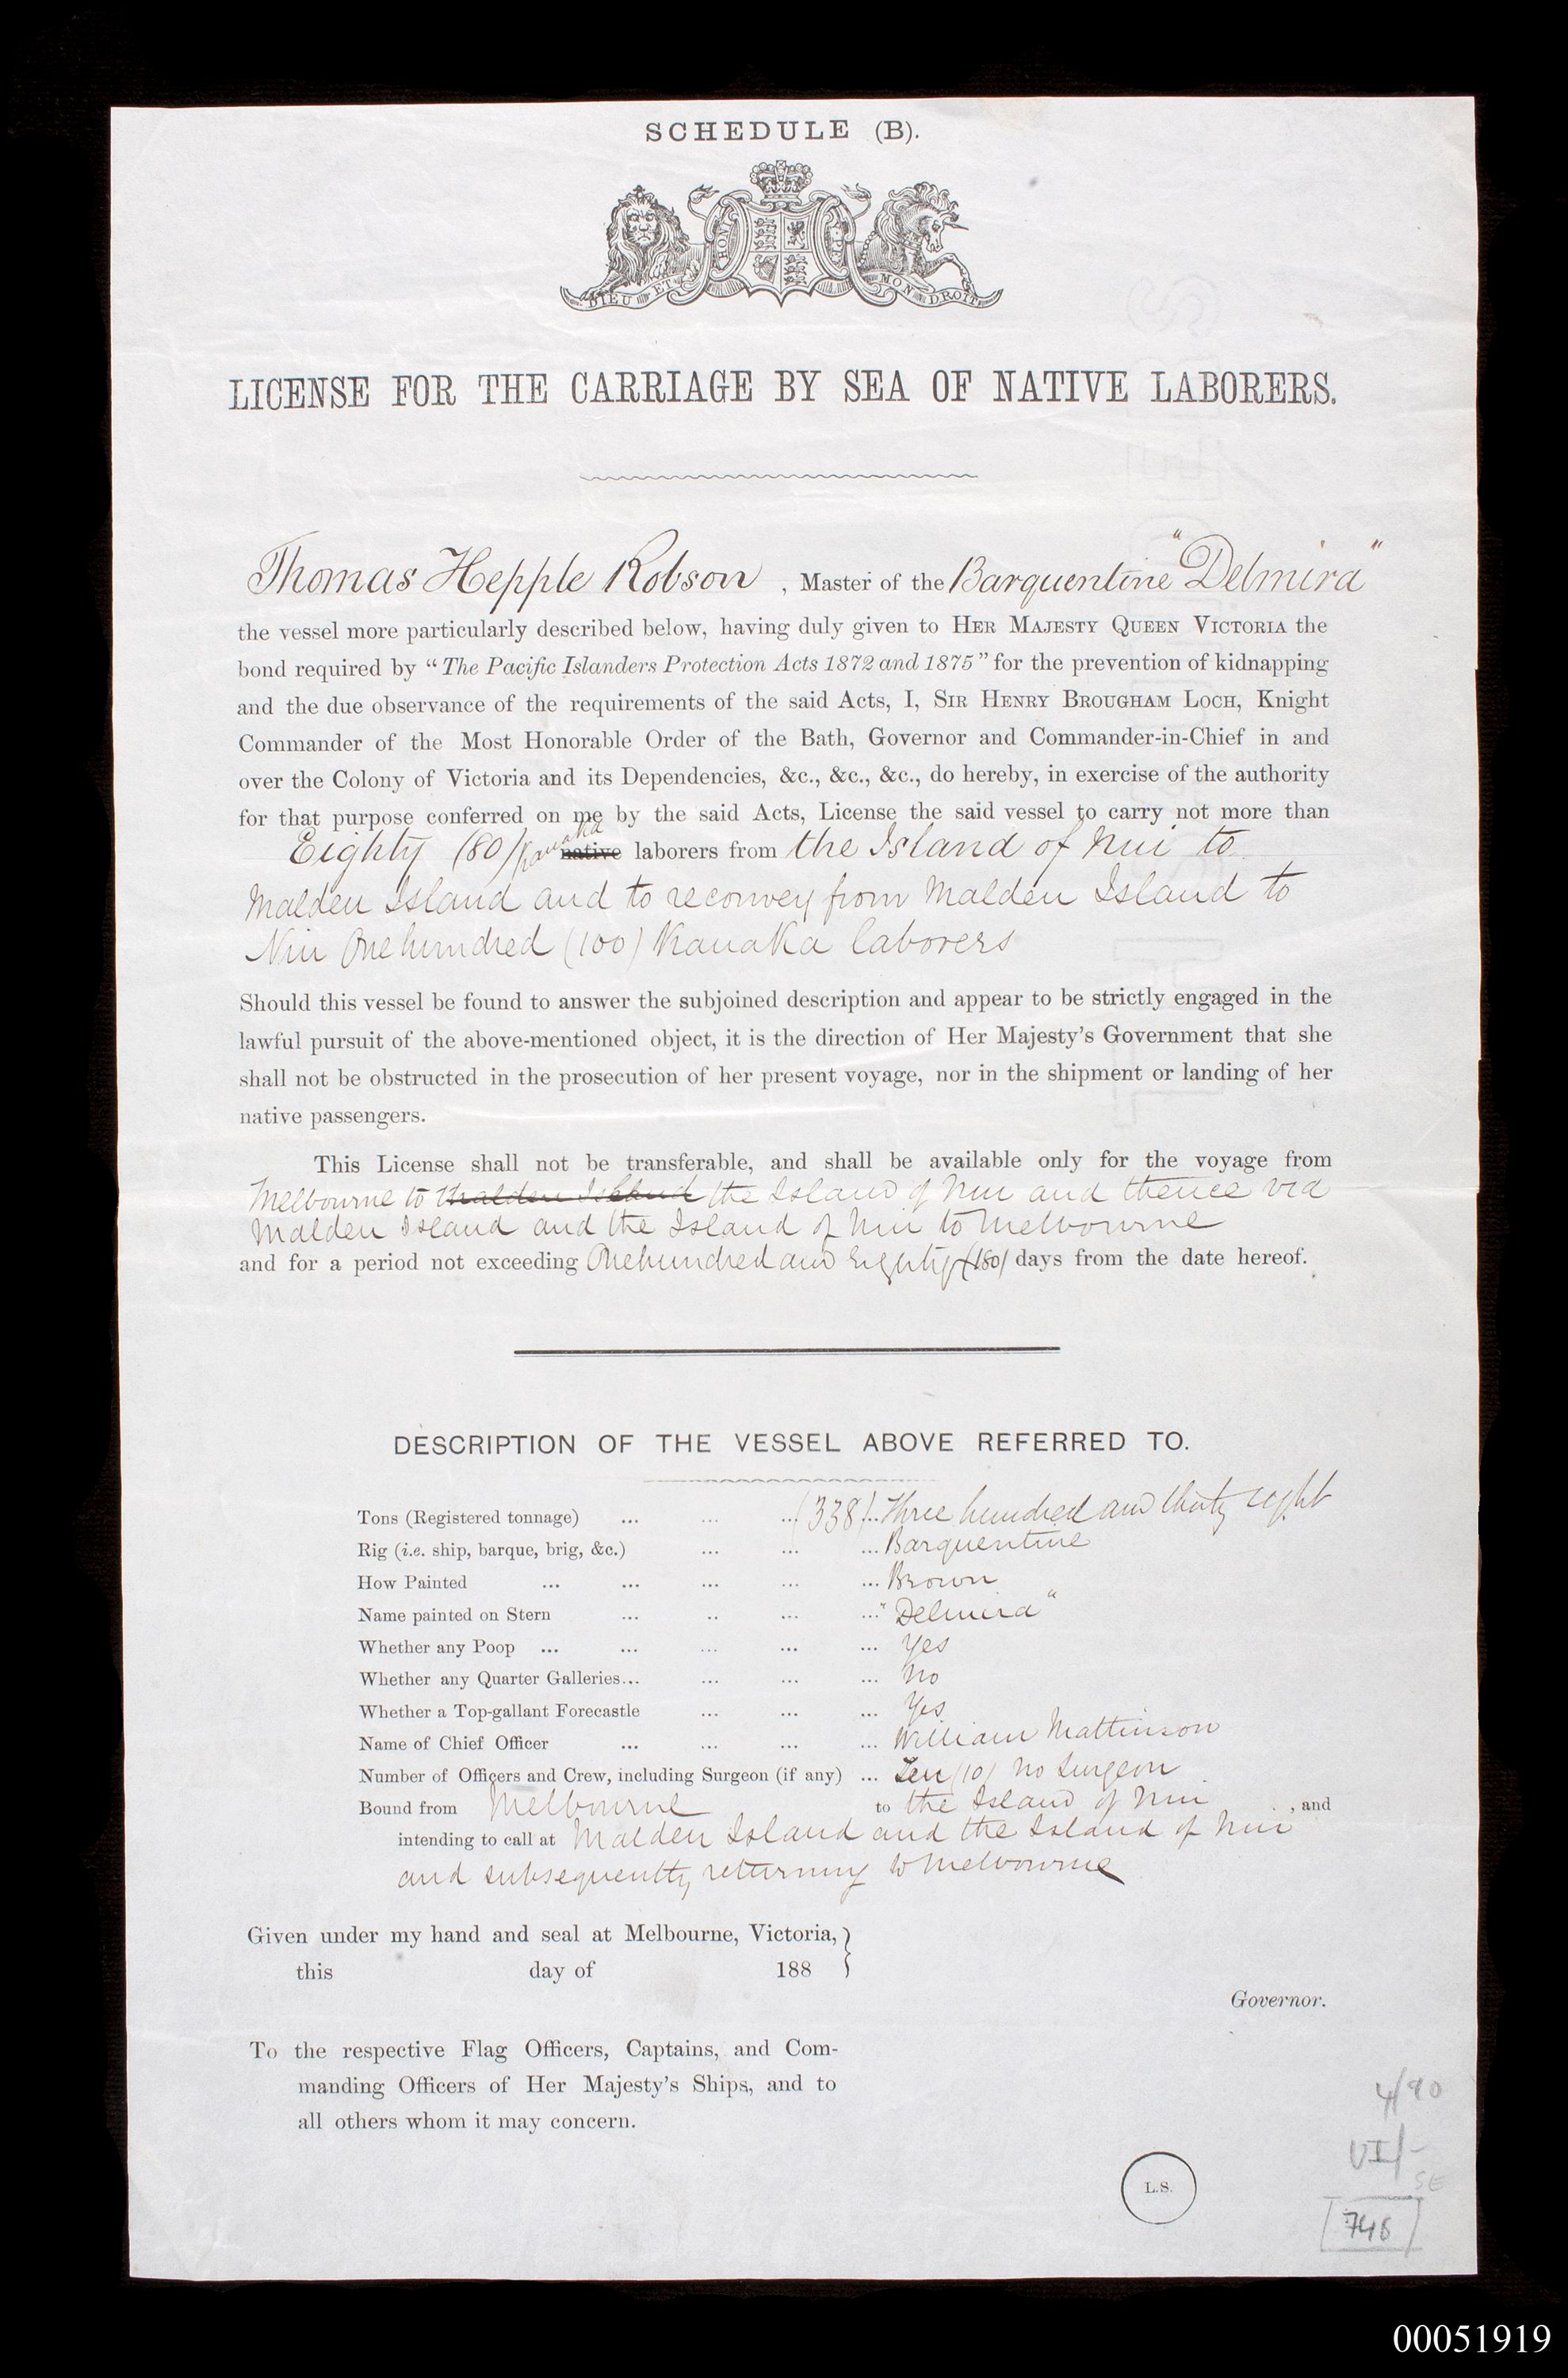 SCHEDULE (B).
HONI
DIEU ET MON DROIT
LICENSE FOR THE CARRIAGE BY SEA OF NATIVE LABORERS.
Thomas Hepple Robson, Master of the Barquentine "Delmira"
the vessel more particularly described below, having duly given to HER MAJESTY QUEEN VICTORIA the
bond required by "The Pacific Islanders Protection Acts 1872 and 1875" for the prevention of kidnapping
and the due observance of the requirements of the said Acts, I, SIR HENRY BROUGHAM LOCH, Knight
Commander of the Most Honorable Order of the Bath, Governor and Commander-in-Chief in and
over the Colony of Victoria and its Dependencies, &c., &c., &c., do hereby, in exercise of the authority
for that purpose conferred on me by the said Acts, License the said vessel to carry not more than
Eighty (80) Kanaka native laborers from the Island of Niu to
Malden Island and to reconvey from Malden Island to
Niu One hundred (100) Kanaka laborers
Should this vessel be found to answer the subjoined description and appear to be strictly engaged in the
lawful pursuit of the above-mentioned object, it is the direction of Her Majesty's Government that she
shall not be obstructed in the prosecution of her present voyage, nor in the shipment or landing of her
native passengers.
This License shall not be transferable, and shall be available only for the voyage from
Melbourne to Malden Island the Island of Niu and thence via
Malden Island and the Island of Niu to Melbourne
and for a period not exceeding One hundred and Eighty (180) days from the date hereof.
DESCRIPTION OF THE VESSEL ABOVE REFERRED TO.
Tons (Registered tonnage) ... ... ... (338) ... Three hundred and thirty eight
Rig (i.e. ship, barque, brig, &c.) ... ... ... Barquentine
How Painted ... ... ... ... ... Brown
Name painted on Stern ... .. ... ... "Delmira"
Whether any Poop ... ... ... ... ... Yes
Whether any Quarter Galleries... ... ... ... No
Whether a Top-gallant Forecastle ... ... ... Yes
Name of Chief Officer ... ... ... ... William Mattinson
Number of Officers and Crew, including Surgeon (if any) ... Ten (10) No Surgeon
Bound from Melbourne to the Island of Niu, and
intending to call at Malden Island and the Island of Niu
and subsequently returning to Melbourne
Given under my hand and seal at Melbourne, Victoria,
this day of 188
Governor.
To the respective Flag Officers, Captains, and Com-
manding Officers of Her Majesty's Ships, and to
all others whom it may concern.
4/90
VI/-
SE
L.S.
746
00051919